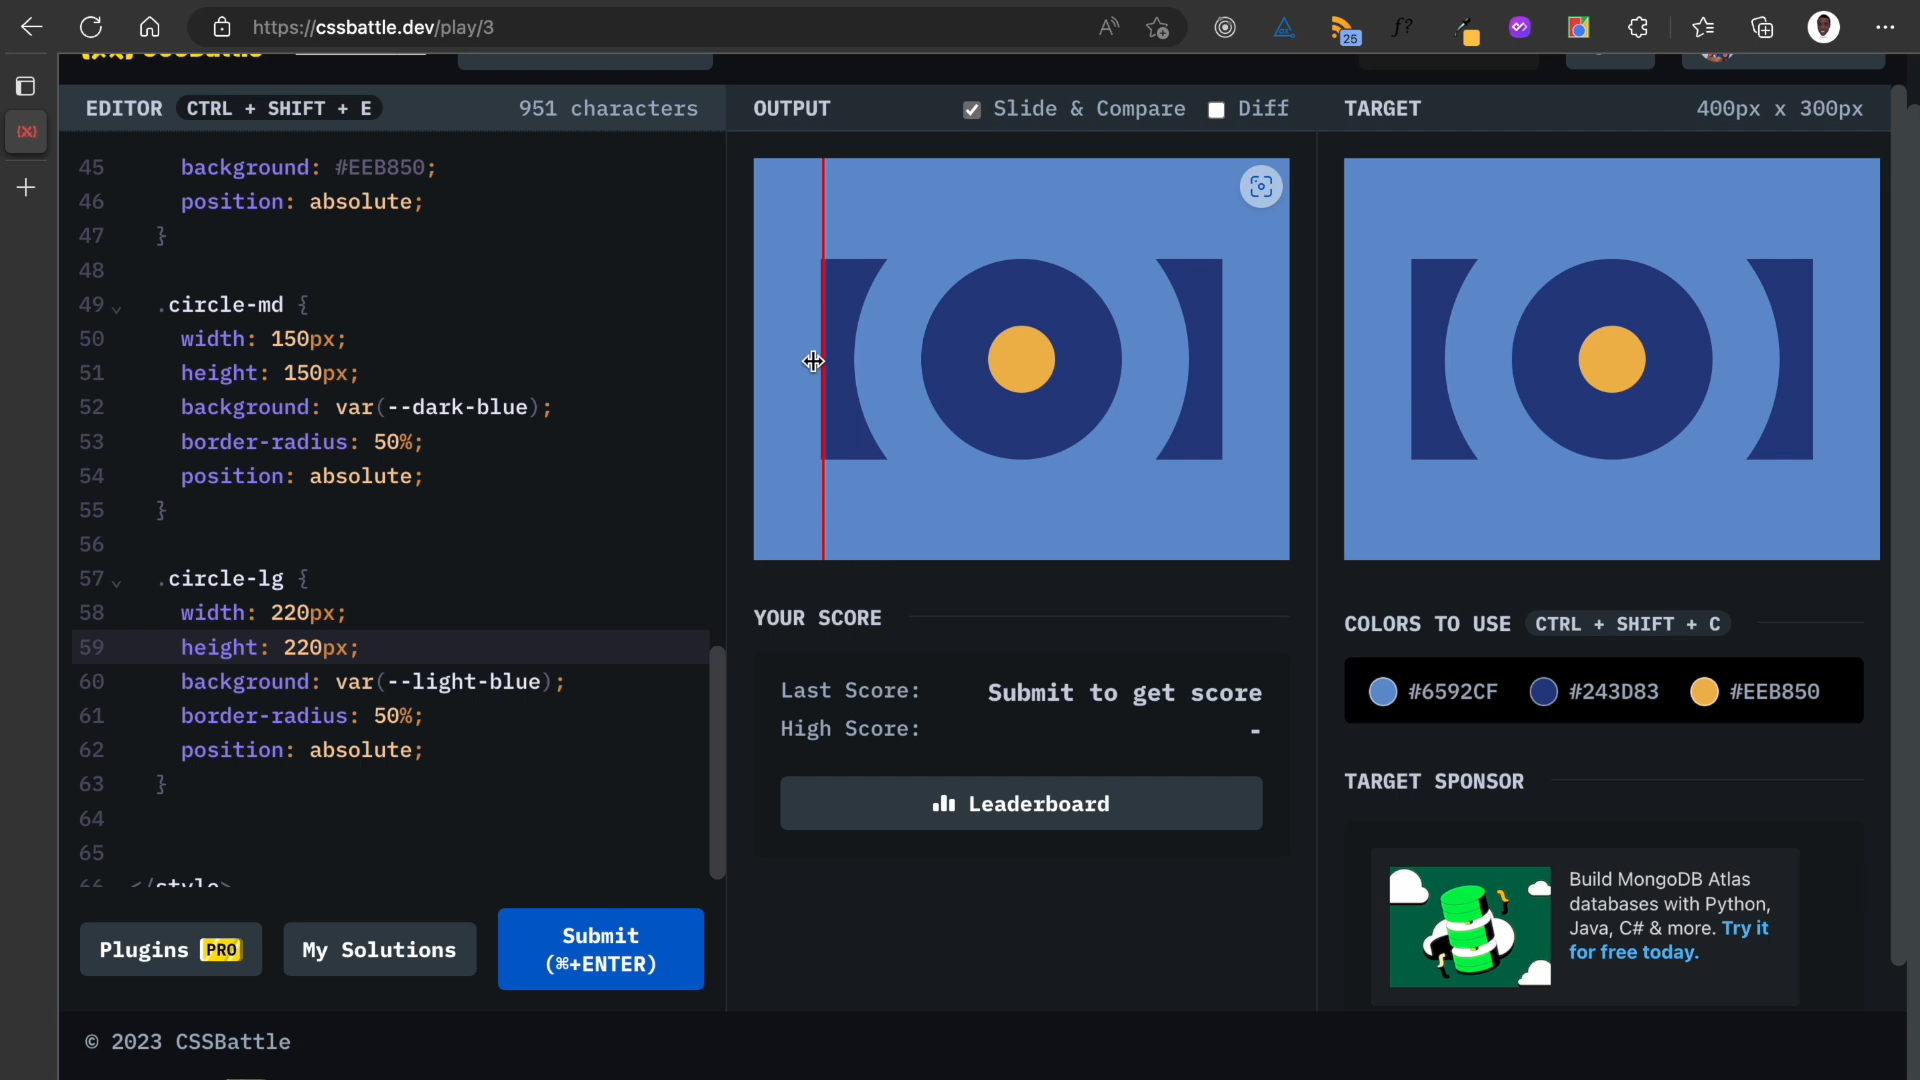 https://cssbattle.dev/play/3
25
EDITOR CTRL + SHIFT + E 951 characters
45 background: #EEB850;
46 position: absolute;
47 }
48
49 .circle-md {
50 width: 150px;
51 height: 150px;
52 background: var(--dark-blue);
53 border-radius: 50%;
54 position: absolute;
55 }
56
57 .circle-lg {
58 width: 220px;
59 height: 220px;
60 background: var(--light-blue);
61 border-radius: 50%;
62 position: absolute;
63 }
64
65
66 </style>
Plugins PRO
My Solutions
Submit
(⌘+ENTER)
OUTPUT Slide & Compare Diff
YOUR SCORE
Last Score: Submit to get score
High Score: -
Leaderboard
TARGET 400px x 300px
COLORS TO USE CTRL + SHIFT + C
#6592CF #243D83 #EEB850
TARGET SPONSOR
Build MongoDB Atlas
databases with Python,
Java, C# & more. Try it
for free today.
© 2023 CSSBattle